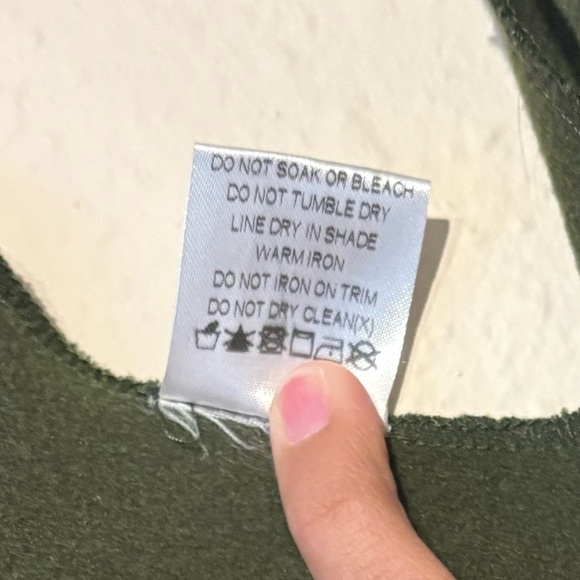 DO NOT SOAK OR BLEACH
DO NOT TUMBLE DRY
LINE DRY IN SHADE
WARM IRON
DO NOT IRON ON TRIM
DO NOT DRY CLEAN(X)